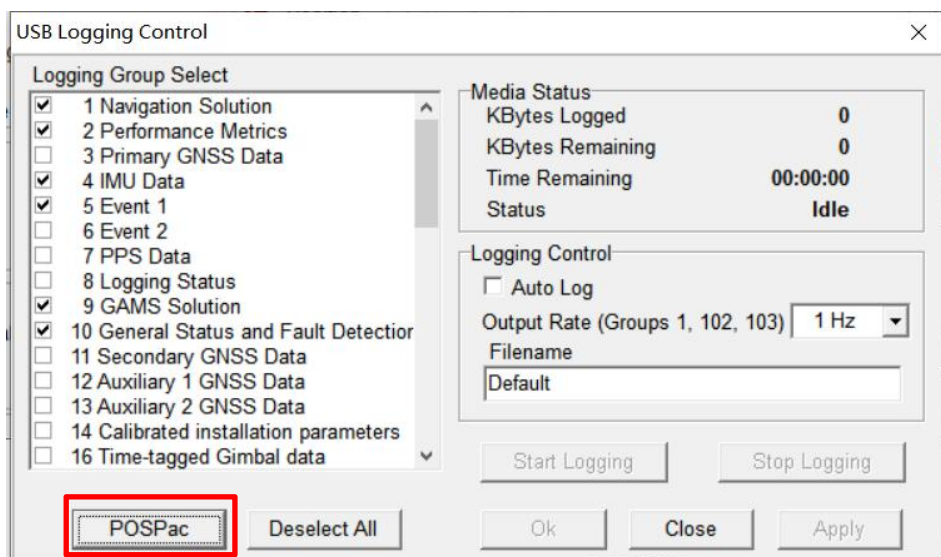 USB Logging Control
Logging Group Select
1 Navigation Solution
2 Performance Metrics
3 Primary GNSS Data
4 IMU Data
5 Event 1
6 Event 2
7 PPS Data
8 Logging Status
9 GAMS Solution
10 General Status and Fault Detection
11 Secondary GNSS Data
12 Auxiliary 1 GNSS Data
13 Auxiliary 2 GNSS Data
14 Calibrated installation parameters
16 Time-tagged Gimbal data
POSPac
Deselect All
Media Status
KBytes Logged 0
KBytes Remaining 0
Time Remaining 00:00:00
Status Idle
Logging Control
Auto Log
Output Rate (Groups 1, 102, 103) 1 Hz
Filename
Default
Start Logging
Stop Logging
Ok
Close
Apply